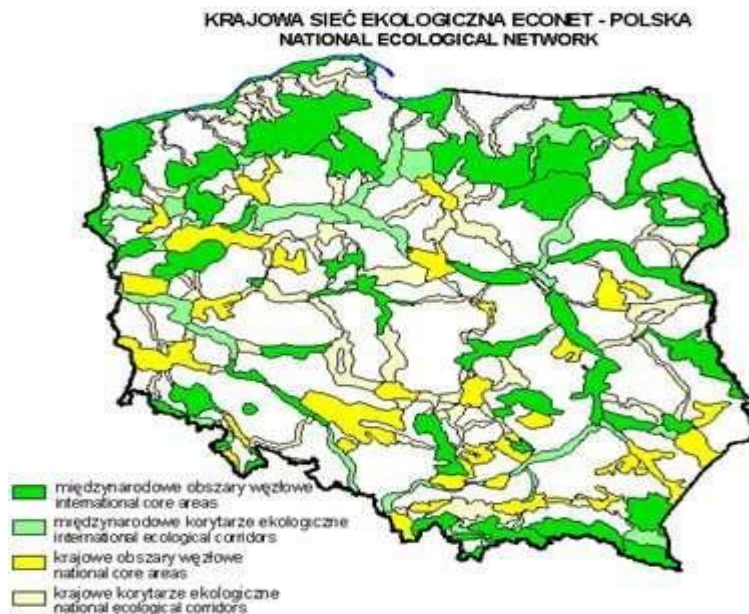 KRAJOWA SIEĆ EKOLOGICZNA ECONET - POLSKA
NATIONAL ECOLOGICAL NETWORK
międzynarodowe obszary węzłowe
international core areas
międzynarodowe korytarze ekologiczne
international ecological corridors
krajowe obszary węzłowe
national core areas
krajowe korytarze ekologiczne
national ecological corridors